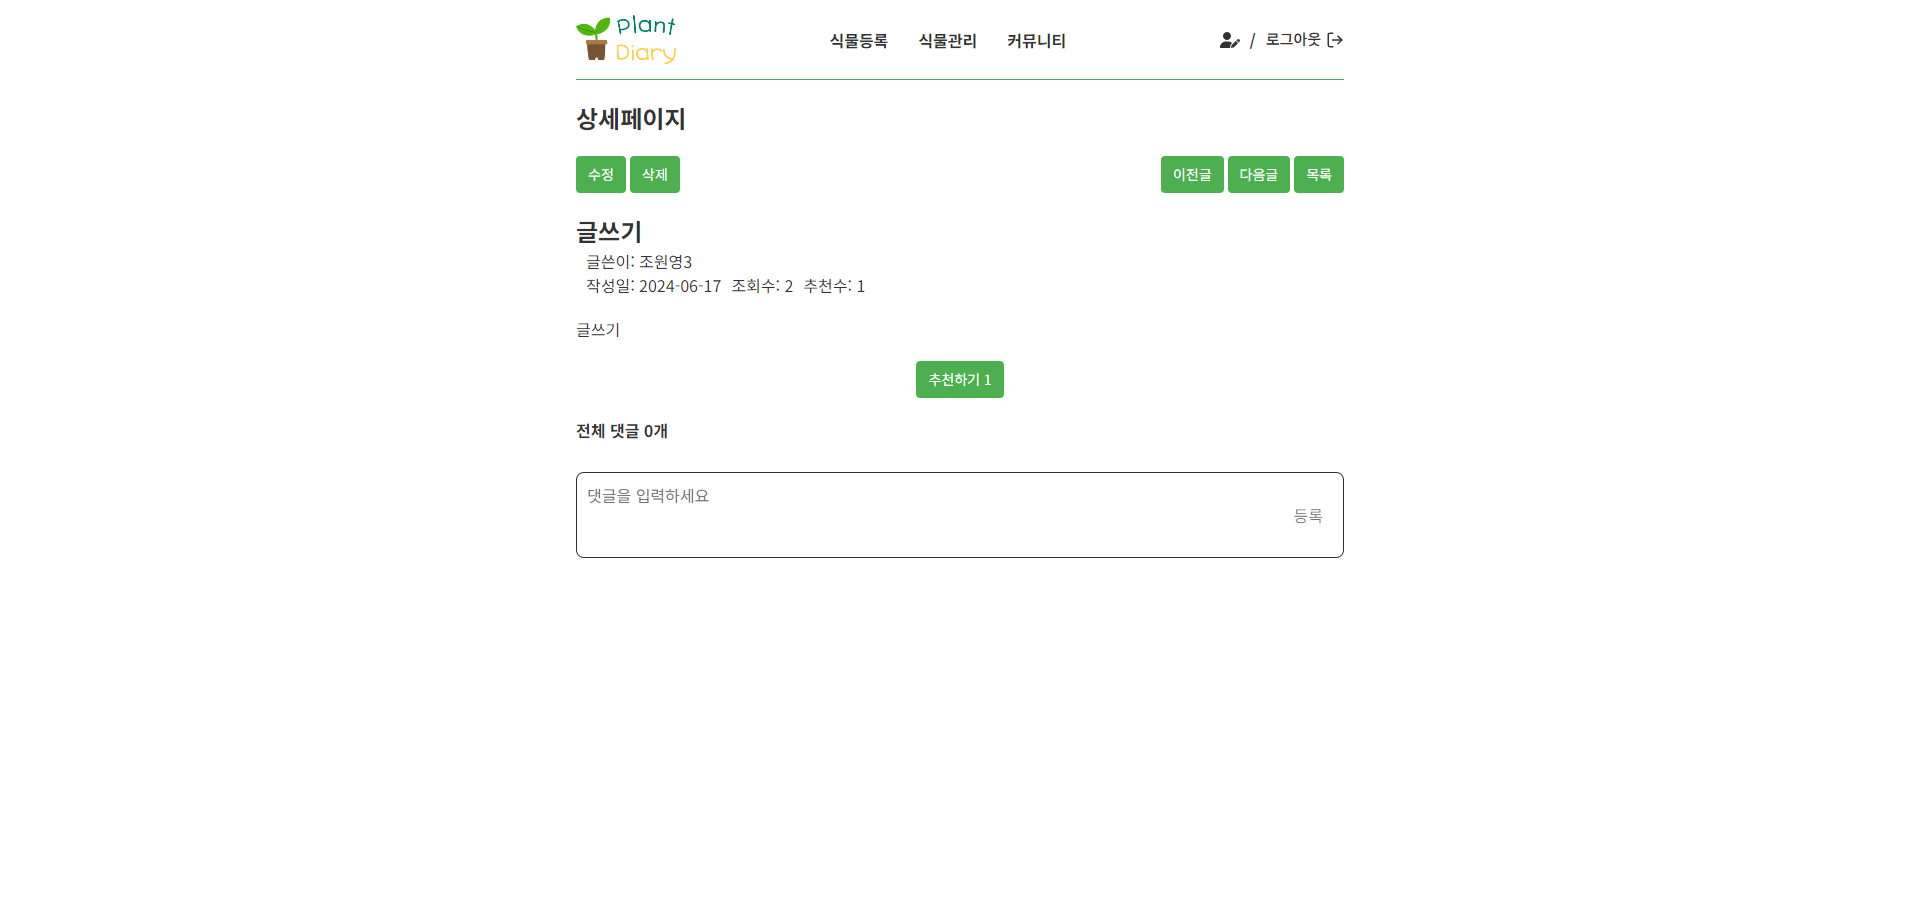 Plant
Diary
식물등록 식물관리 커뮤니티 / 로그아웃
상세페이지
수정 삭제 이전글 다음글 목록
글쓰기
글쓴이: 조원영3
작성일: 2024-06-17 조회수: 2 추천수: 1
글쓰기
추천하기 1
전체 댓글 0개
댓글을 입력하세요
등록